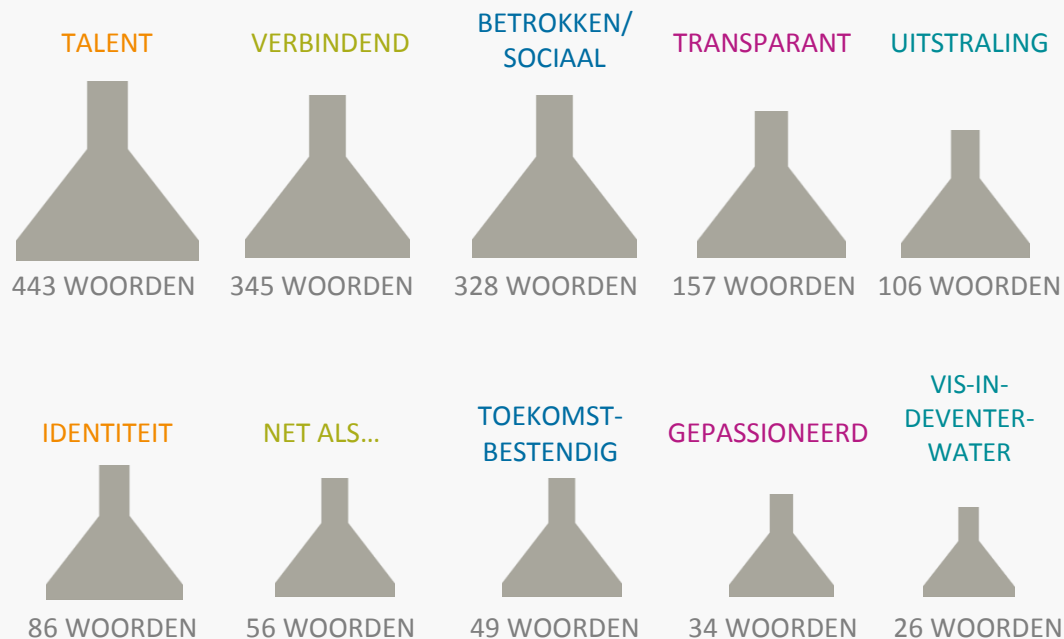 TALENT
VERBINDEND
BETROKKEN/
SOCIAAL
TRANSPARANT
UITSTRALING
443 WOORDEN
345 WOORDEN
328 WOORDEN
157 WOORDEN
106 WOORDEN
IDENTITEIT
NET ALS...
TOEKOMST-
BESTENDIG
GEPASSIONEERD
VIS-IN-
DEVENTER-
WATER
86 WOORDEN
56 WOORDEN
49 WOORDEN
34 WOORDEN
26 WOORDEN